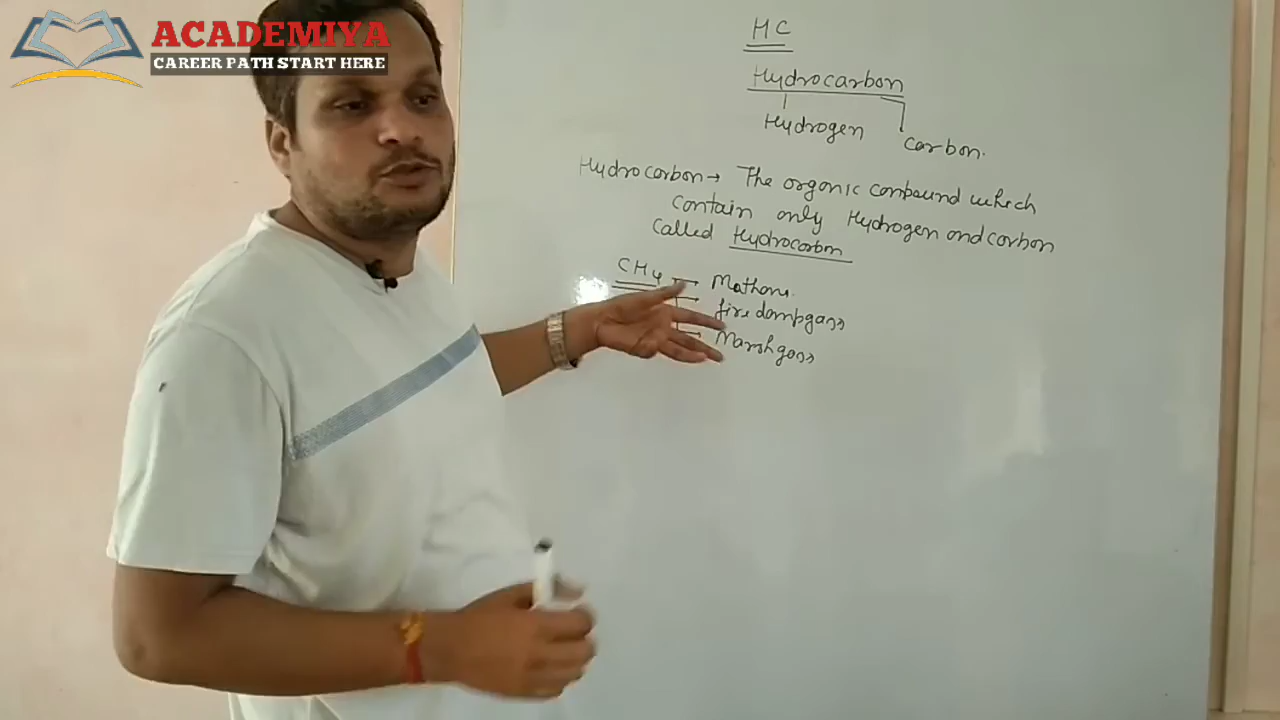 ACADEMIYA
CAREER PATH START HERE
HC
Hydrocarbon
Hydrogen carbon.
Hydrocarbon → The organic compound which
contain only Hydrogen and carbon
called Hydrocarbon
CH4 → Methane.
fire damp gass
Marsh gass